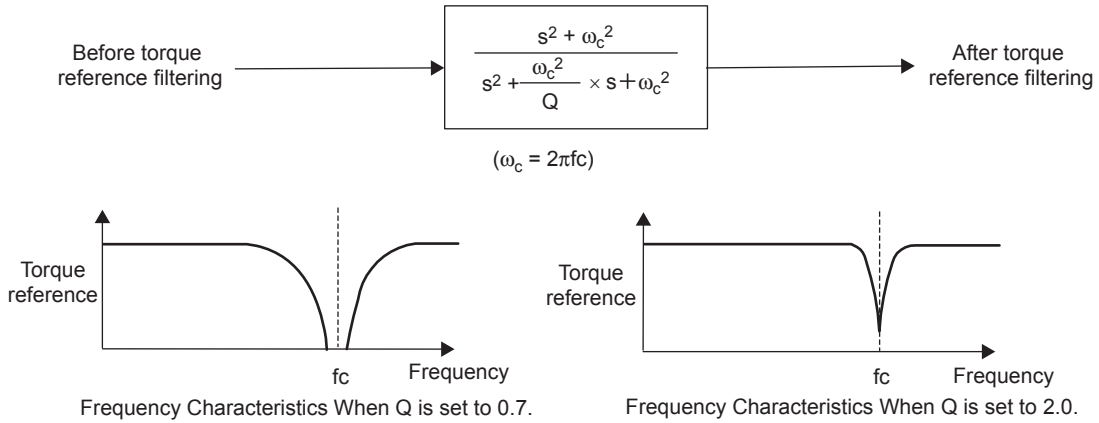 Before torque
reference filtering
s² + ωc²
s² + ωc²/Q × s + ωc²
After torque
reference filtering
(ωc = 2πfc)
Torque
reference
fc
Frequency
Frequency Characteristics When Q is set to 0.7.
Torque
reference
fc
Frequency
Frequency Characteristics When Q is set to 2.0.